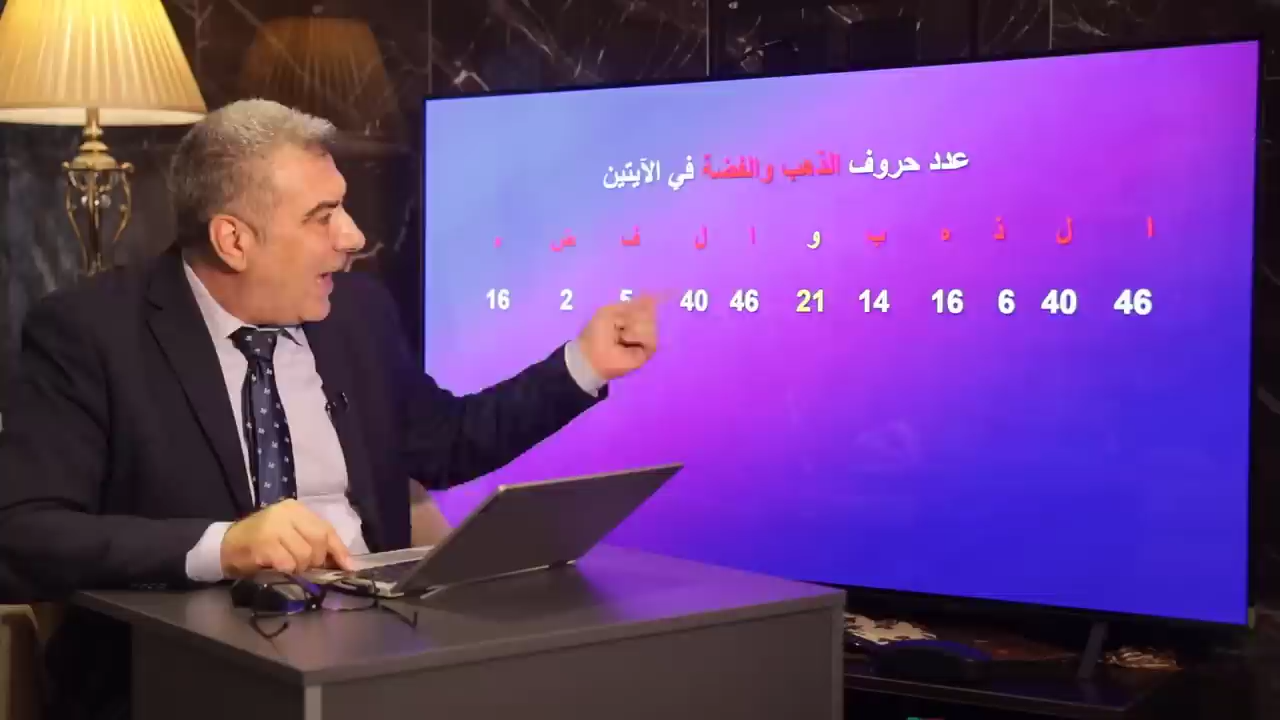 عدد حروف الذهب والفضة في الآيتين
ا ل ذ ه ب و ا ل ف ض ه
46 40 6 16 14 21 46 40 5 2 16